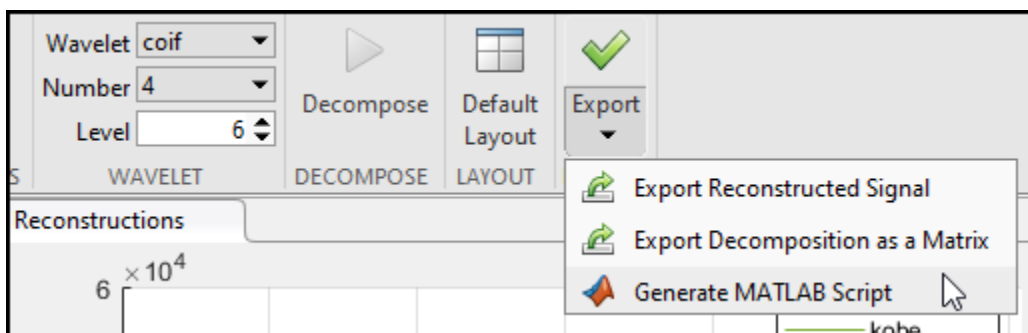 Wavelet coif
Number 4
Level 6
Decompose
Default
Layout
Export
S
WAVELET
DECOMPOSE
LAYOUT
Export Reconstructed Signal
Export Decomposition as a Matrix
Generate MATLAB Script
Reconstructions
6 × 10⁴
kobe